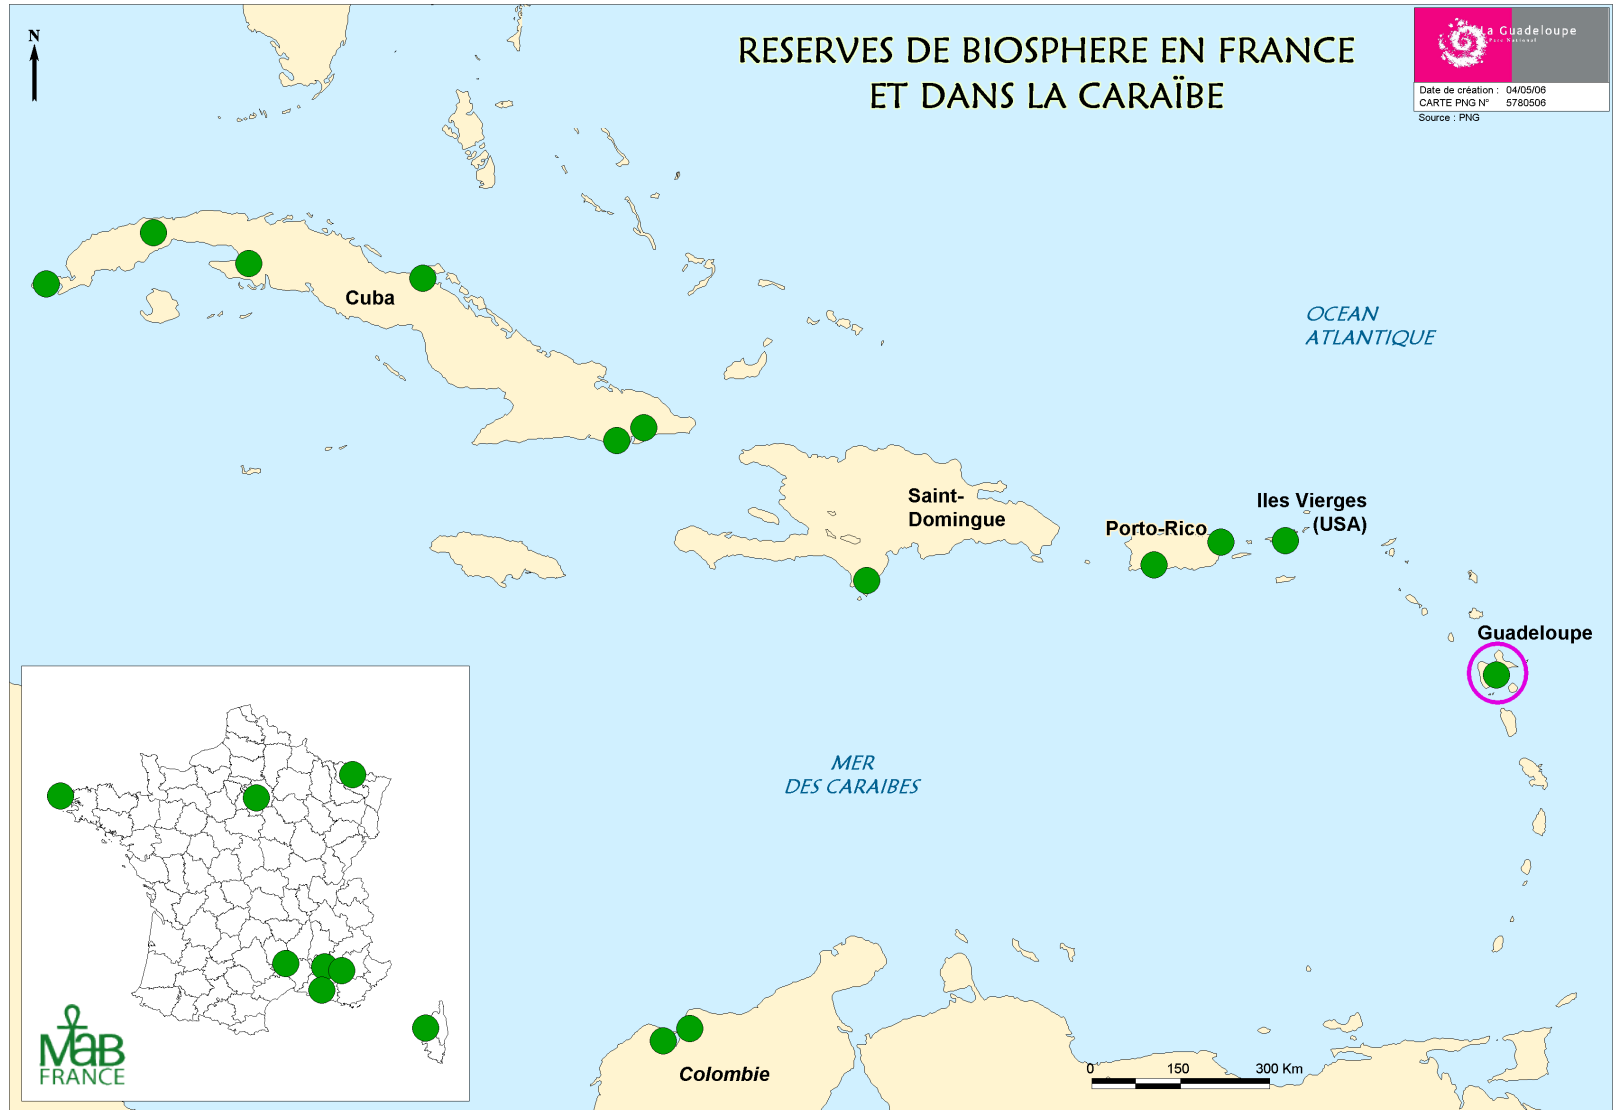 N
RESERVES DE BIOSPHERE EN FRANCE
ET DANS LA CARAÏBE
La Guadeloupe
Parc National
Date de création : 04/05/06
CARTE PNG N° 5780506
Source : PNG
Cuba
OCEAN
ATLANTIQUE
Saint-
Domingue
Porto-Rico
Iles Vierges
(USA)
Guadeloupe
MER
DES CARAIBES
MaB
FRANCE
Colombie
0 150 300 Km